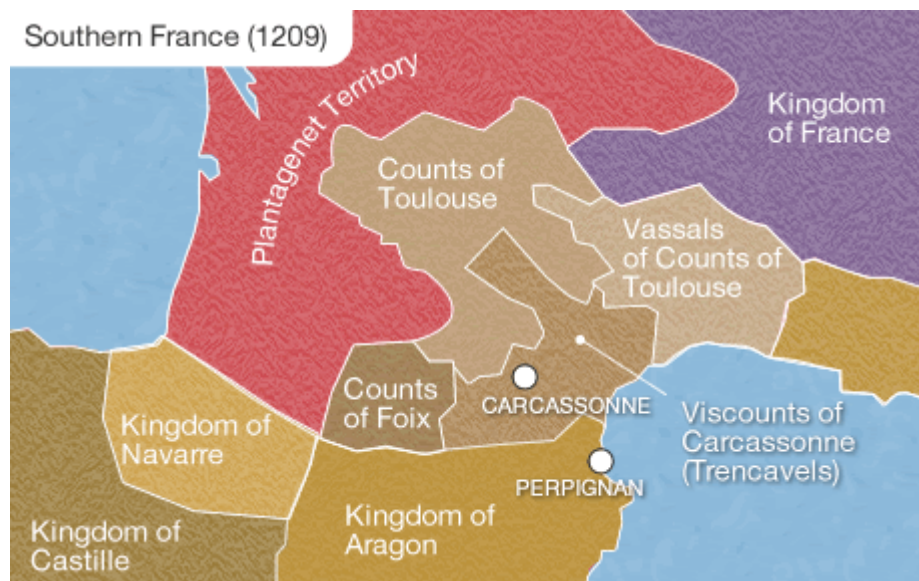 Southern France (1209)
Plantagenet Territory
Kingdom
of France
Counts of
Toulouse
Vassals
of Counts of
Toulouse
Counts
of Foix
CARCASSONNE
Viscounts of
Carcassonne
(Trencavels)
Kingdom of
Navarre
PERPIGNAN
Kingdom of
Aragon
Kingdom of
Castille